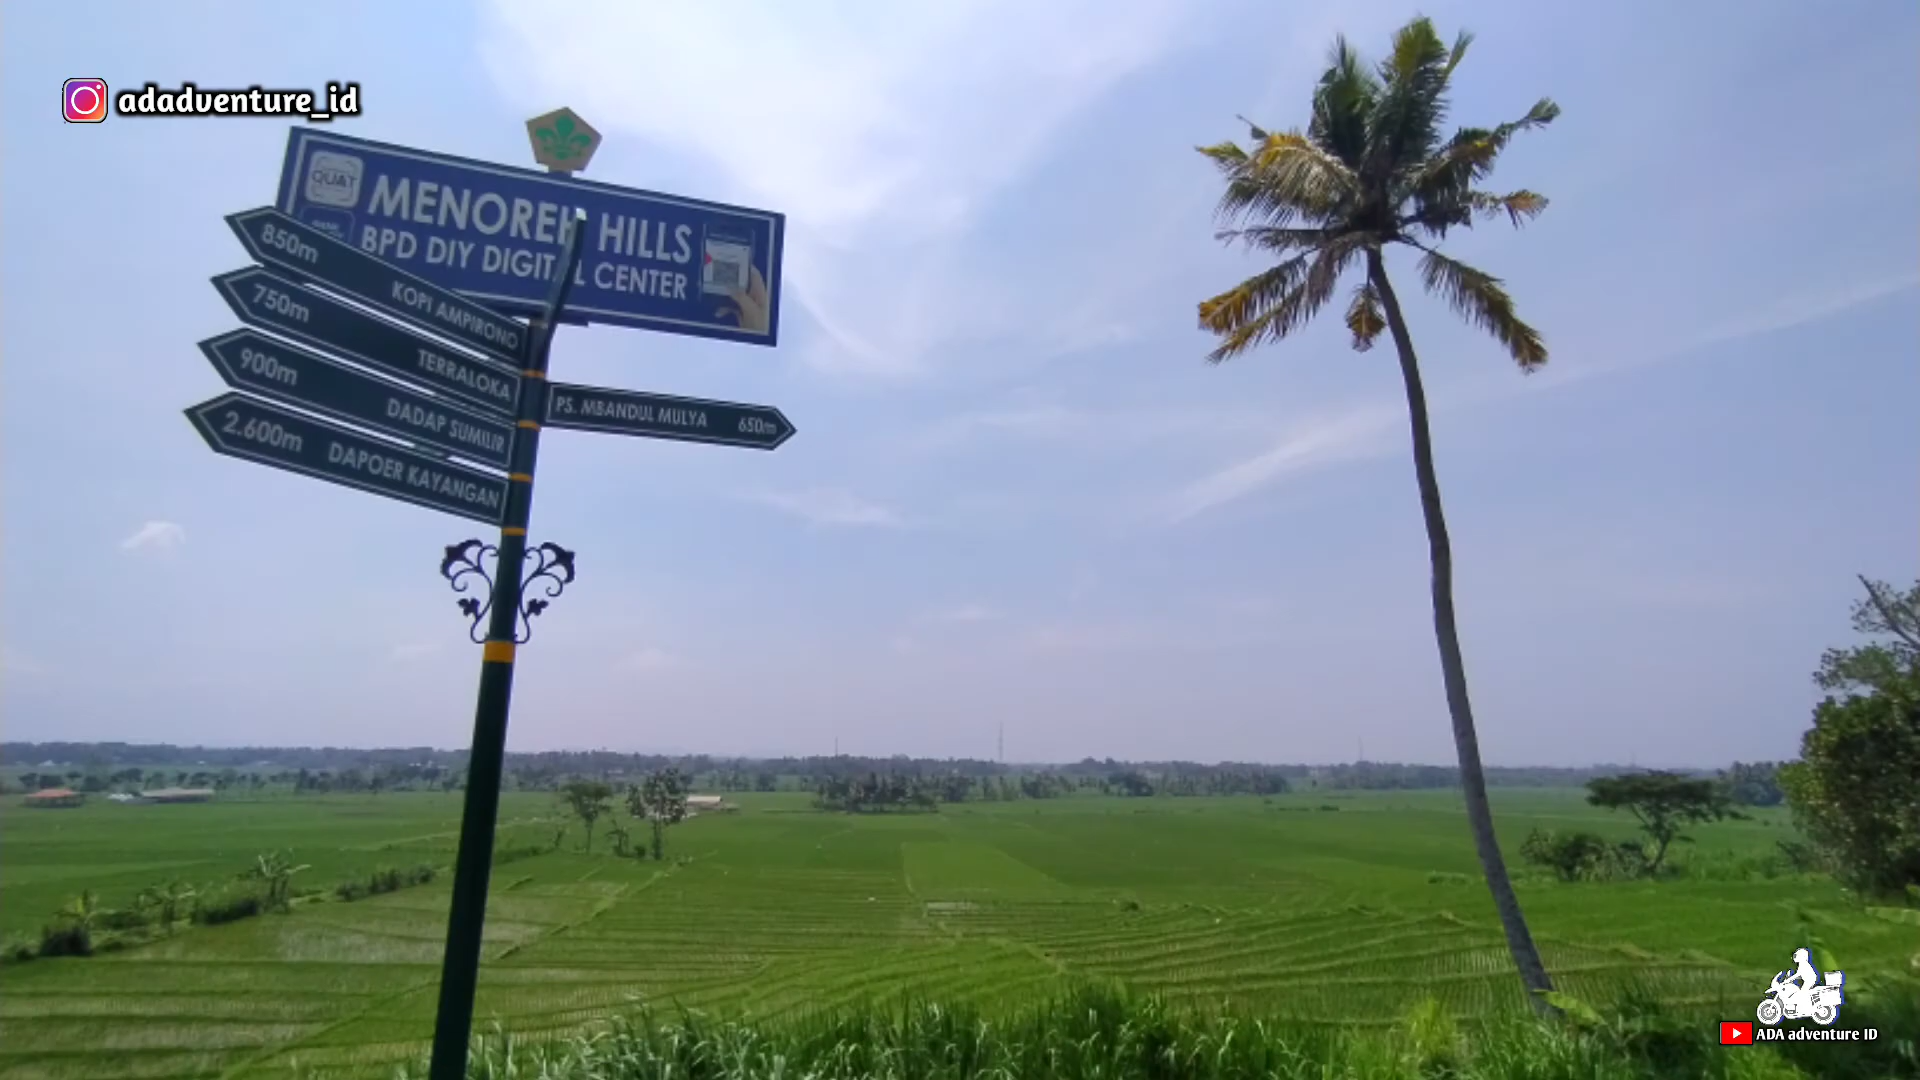 adadventure_id
QUAT
MENOREH HILLS
BPD DIY DIGITAL CENTER
850m KOPI AMPIRONO
750m TERRALOKA
900m DADAP SUMILIR
2.600m DAPOER KAYANGAN
PS. MBANDUL MULYA 650m
ADA adventure ID